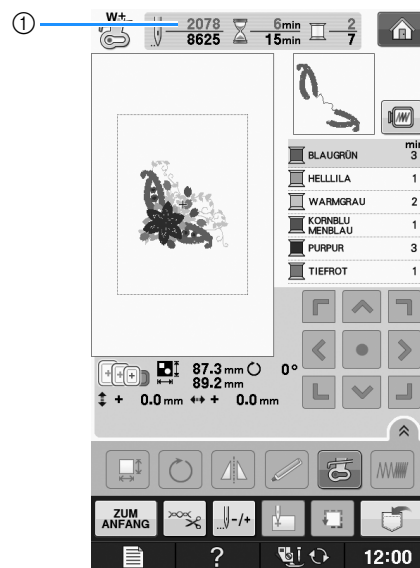 ①
W+
2078 6min 2
8625 15min 7
min
BLAUGRÜN 3
HELLLILA 1
WARMGRAU 2
KORNBLU
MENBLAU 1
PURPUR 3
TIEFROT 1
87.3 mm 0°
89.2 mm
+ 0.0 mm + 0.0 mm
ZUM
ANFANG
-/+
?
12:00